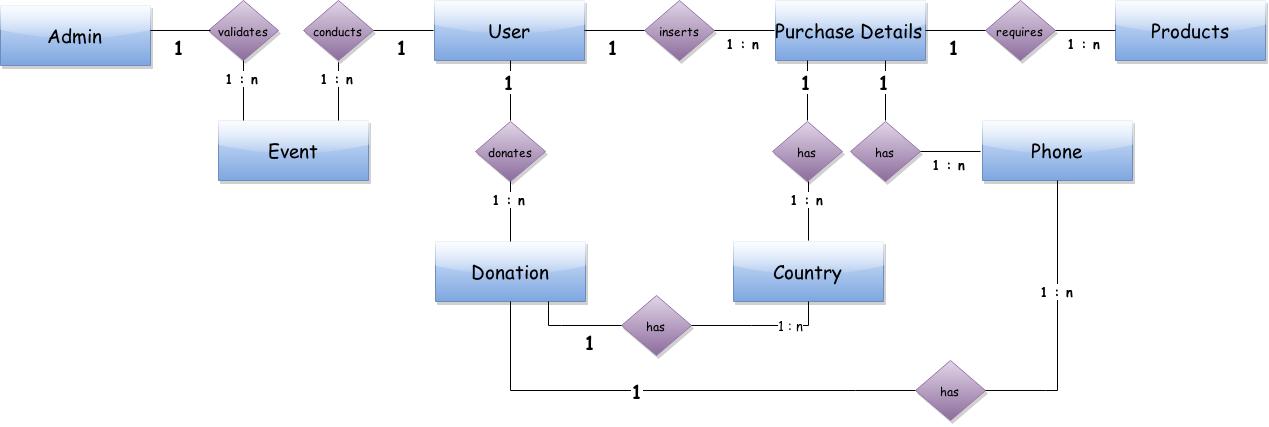 Admin
validates
conducts
User
inserts
Purchase Details
requires
Products
1
1
1
1 : n
1
1 : n
1 : n
1 : n
1
1
1
Event
donates
has
has
1 : n
Phone
1 : n
1 : n
Donation
Country
1 : n
1
has
1 : n
1
has